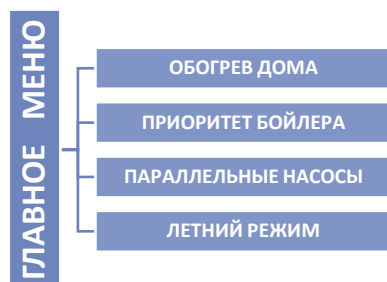 ГЛАВНОЕ МЕНЮ
ОБОГРЕВ ДОМА
ПРИОРИТЕТ БОЙЛЕРА
ПАРАЛЛЕЛЬНЫЕ НАСОСЫ
ЛЕТНИЙ РЕЖИМ